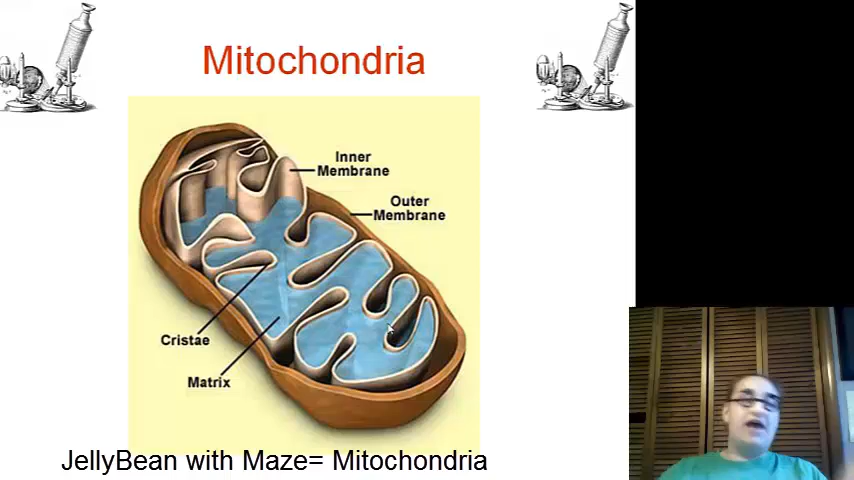 Mitochondria
Inner
Membrane
Outer
Membrane
Cristae
Matrix
JellyBean with Maze= Mitochondria